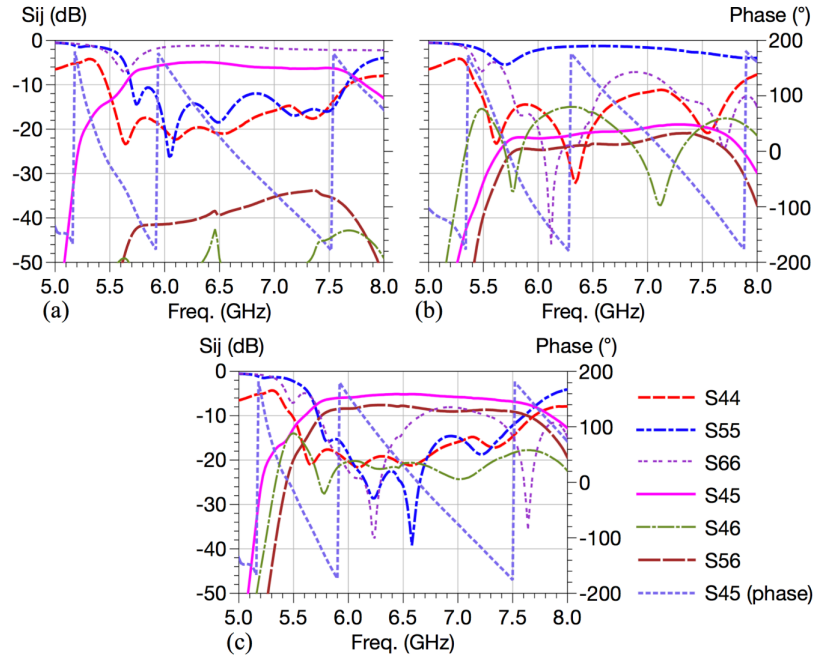 Sij (dB)
Phase (°)
0
-10
-20
-30
-40
-50
5.0 5.5 6.0 6.5 7.0 7.5 8.0
Freq. (GHz)
(a)
200
100
0
-100
-200
5.0 5.5 6.0 6.5 7.0 7.5 8.0
Freq. (GHz)
(b)
Sij (dB)
Phase (°)
0
-10
-20
-30
-40
-50
200
100
0
-100
-200
5.0 5.5 6.0 6.5 7.0 7.5 8.0
Freq. (GHz)
(c)
S44
S55
S66
S45
S46
S56
S45 (phase)